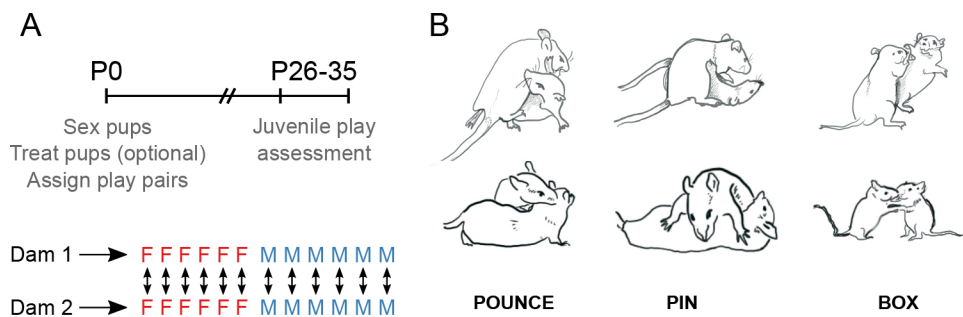 A
P0
P26-35
Sex pups
Treat pups (optional)
Assign play pairs
Juvenile play
assessment
Dam 1 F F F F F F M M M M M M
Dam 2 F F F F F F M M M M M M
B
POUNCE
PIN
BOX